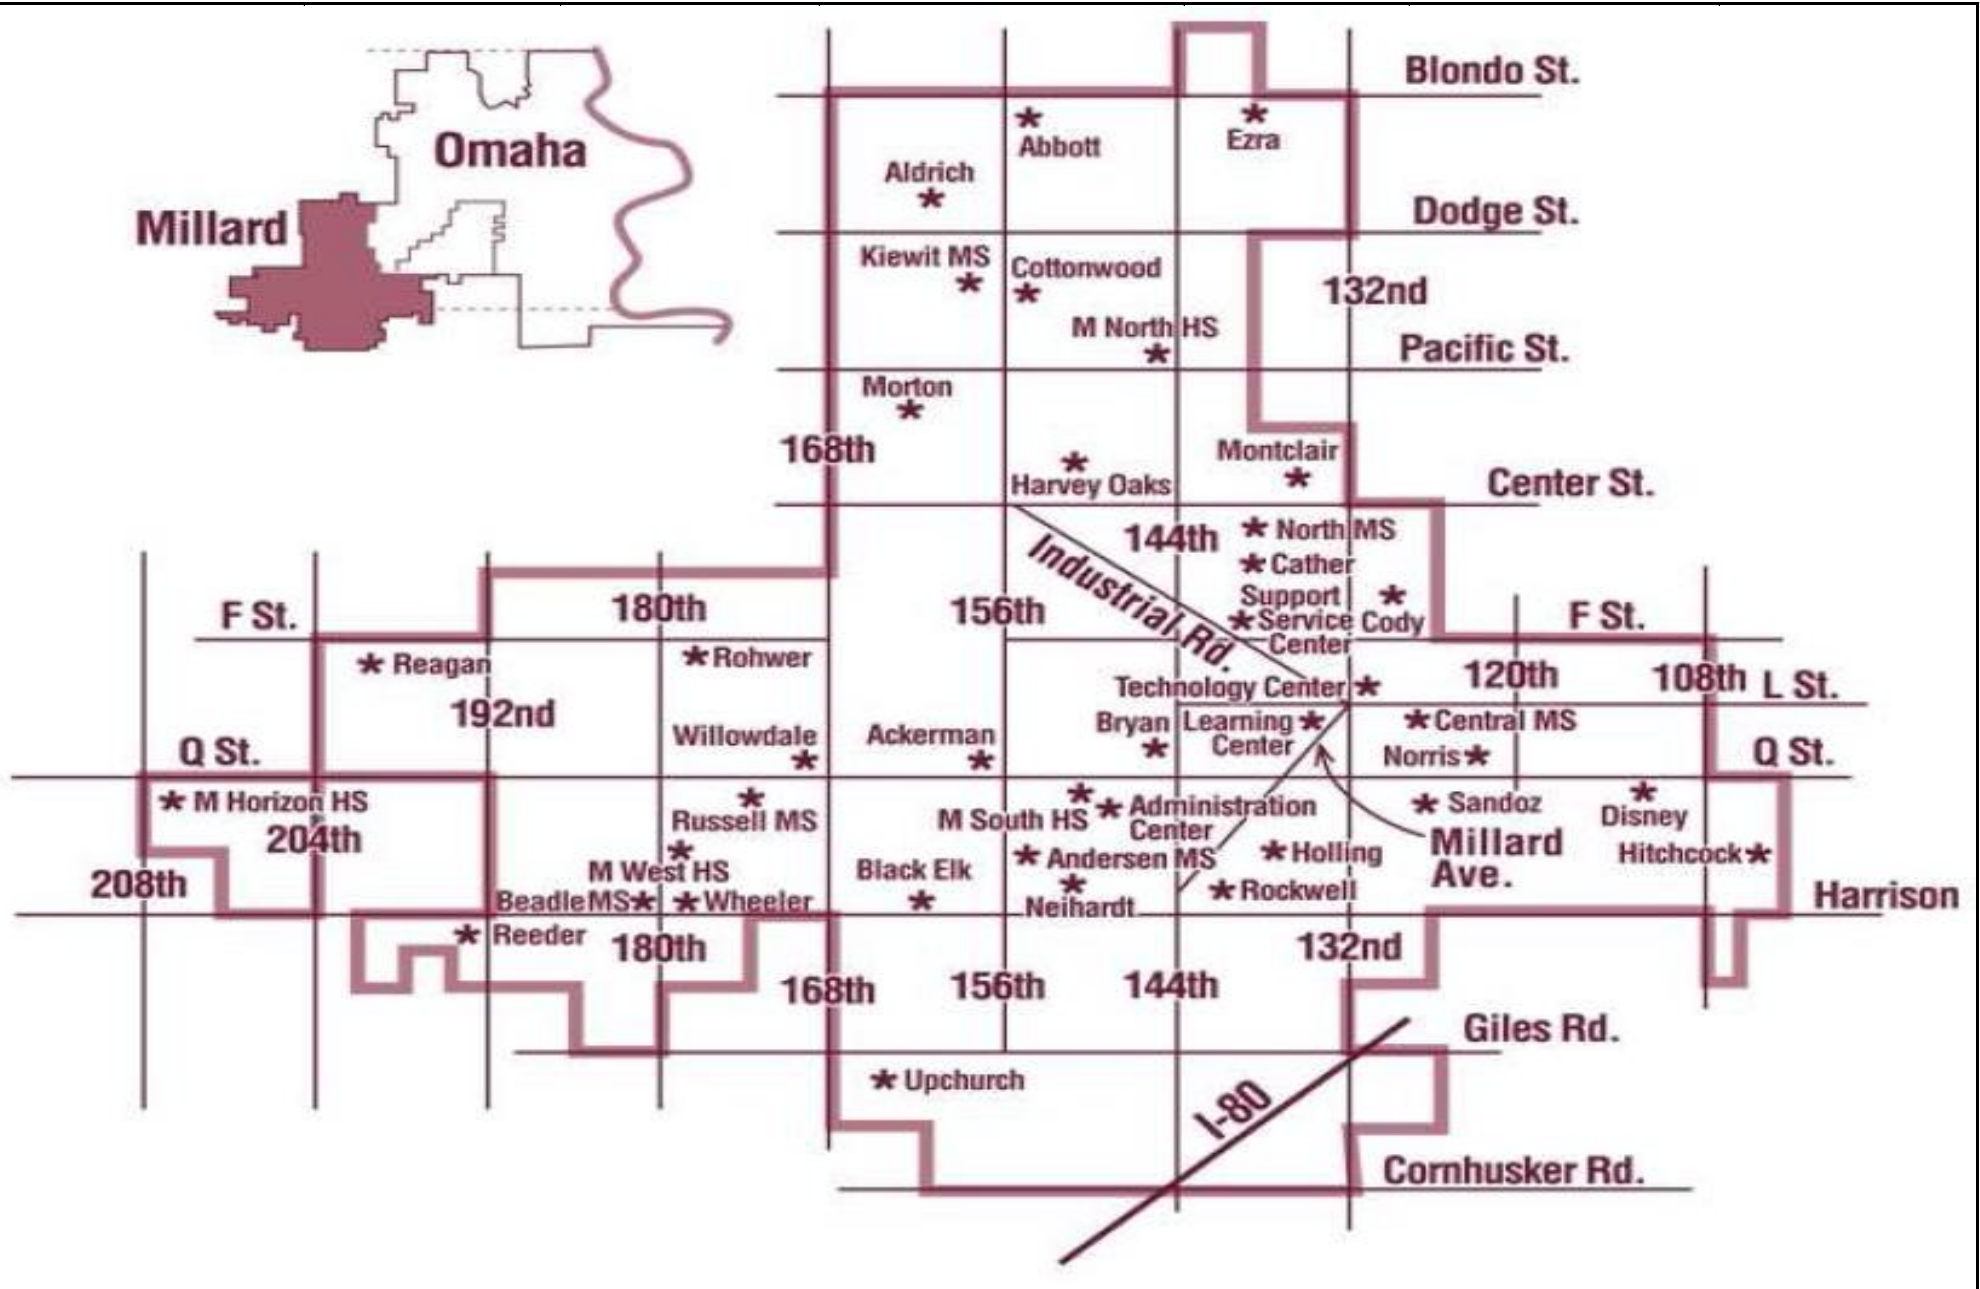 Blondo St.
Abbott
Ezra
Omaha
Aldrich
Millard
Dodge St.
Kiewit MS
Cottonwood
132nd
M North HS
Pacific St.
Morton
168th
Montclair
Harvey Oaks
Center St.
144th
North MS
Industrial Rd.
Cather
Support
Service
Center
Cody
F St.
180th
156th
F St.
Reagan
Rohwer
192nd
Technology Center
120th
108th
L St.
Willowdale
Ackerman
Bryan
Learning
Center
Central MS
Norris
Q St.
Q St.
M Horizon HS
204th
Russell MS
M South HS
Administration
Center
Sandoz
Disney
Millard
Ave.
Hitchcock
208th
M West HS
Black Elk
Andersen MS
Holling
Beadle MS
Wheeler
Neihardt
Rockwell
Harrison
Reeder
180th
132nd
168th
156th
144th
Giles Rd.
Upchurch
I-80
Cornhusker Rd.